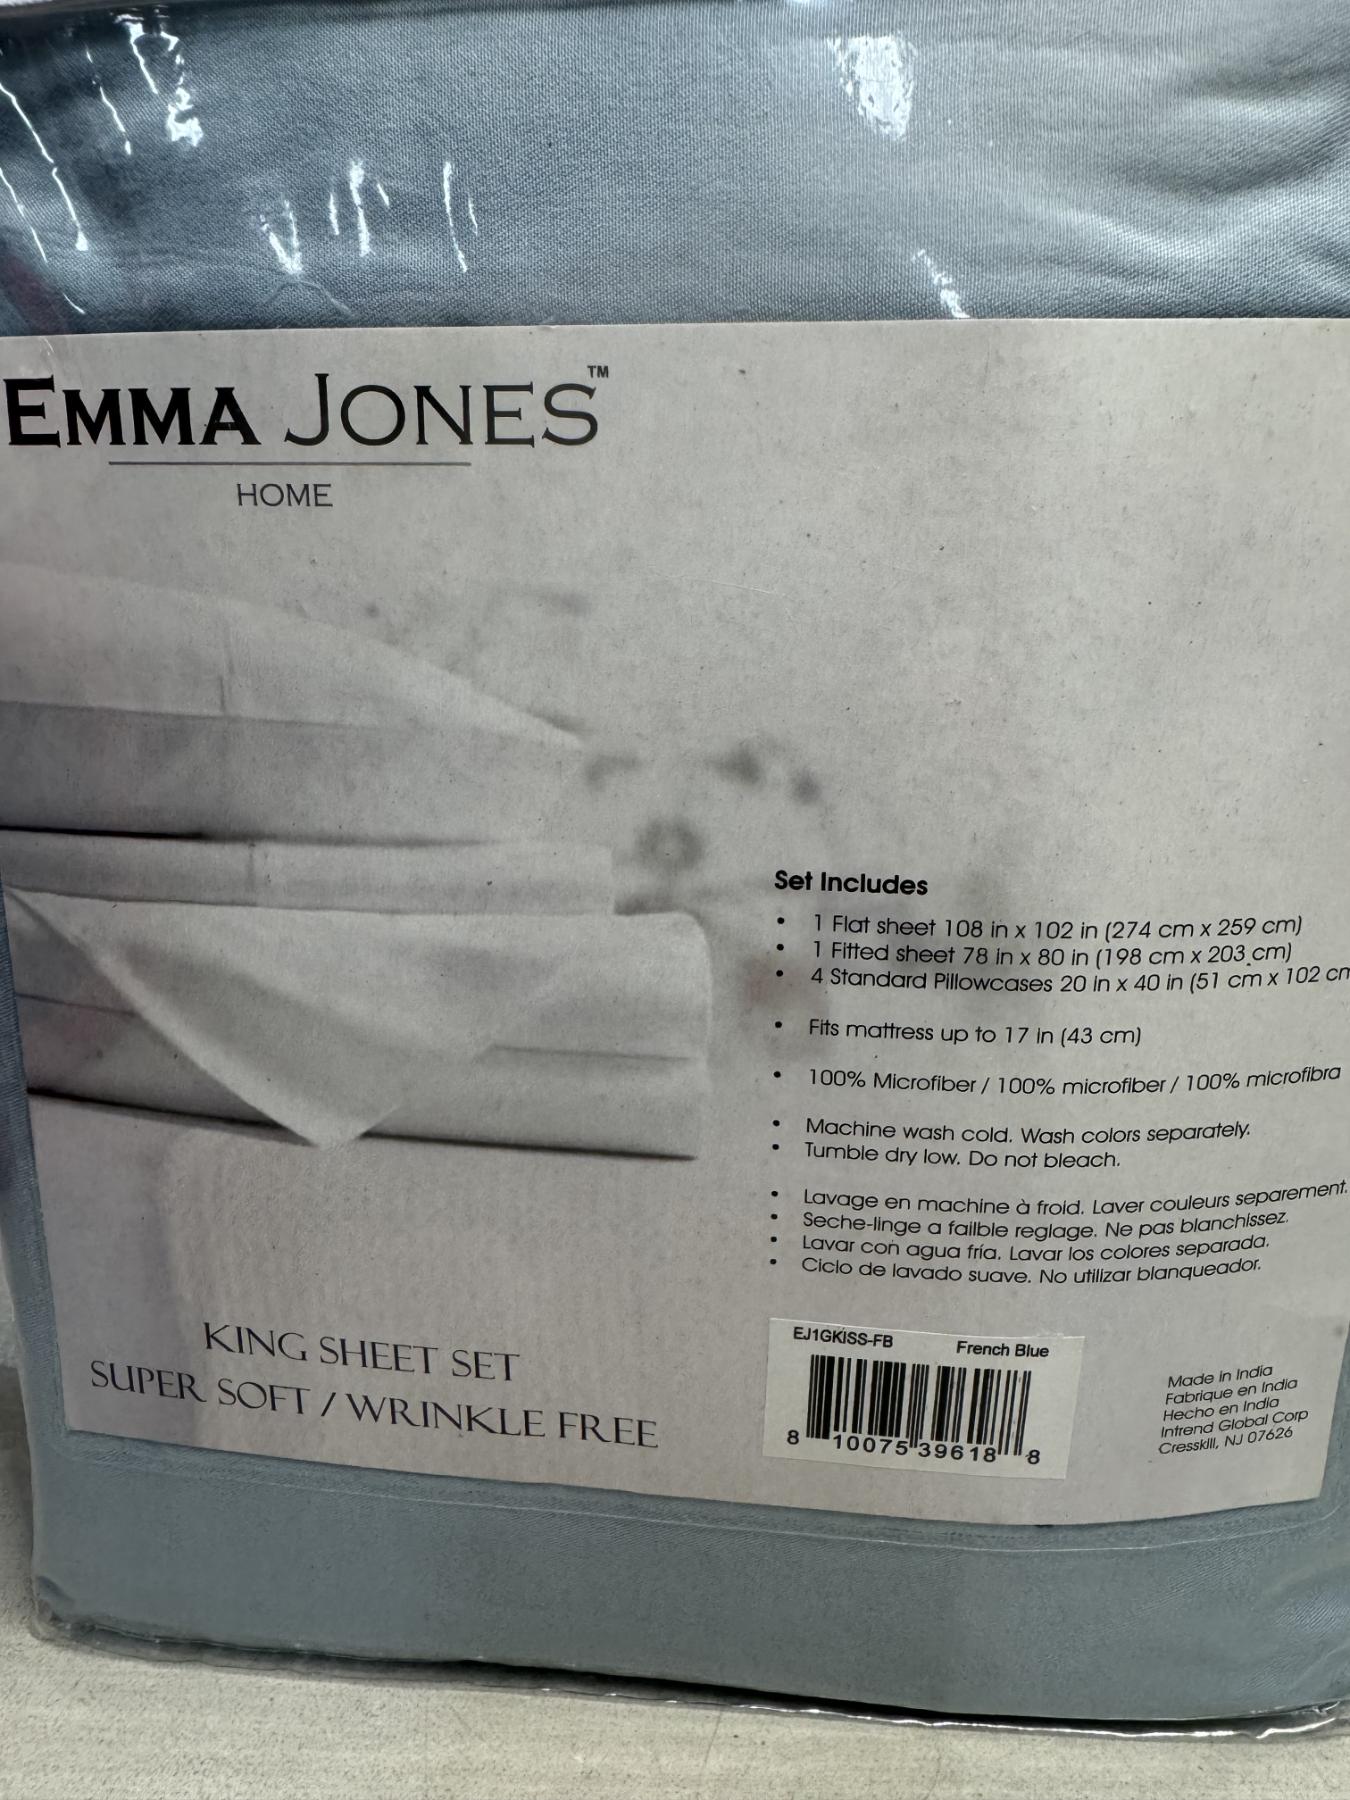 EMMA JONES™
HOME
Set Includes
• 1 Flat sheet 108 in x 102 in (274 cm x 259 cm)
• 1 Fitted sheet 78 in x 80 in (198 cm x 203 cm)
• 4 Standard Pillowcases 20 in x 40 in (51 cm x 102 cm
• Fits mattress up to 17 in (43 cm)
• 100% Microfiber / 100% microfiber / 100% microfibra
• Machine wash cold. Wash colors separately.
• Tumble dry low. Do not bleach.
• Lavage en machine à froid. Laver couleurs separement.
• Seche-linge a failble reglage. Ne pas blanchissez.
• Lavar con agua fría. Lavar los colores separada.
• Ciclo de lavado suave. No utilizar blanqueador.
KING SHEET SET
SUPER SOFT / WRINKLE FREE
EJ1GKISS-FB French Blue
8 10075 39618 8
Made in India
Fabrique en India
Hecho en India
Intrend Global Corp
Cresskill, NJ 07626